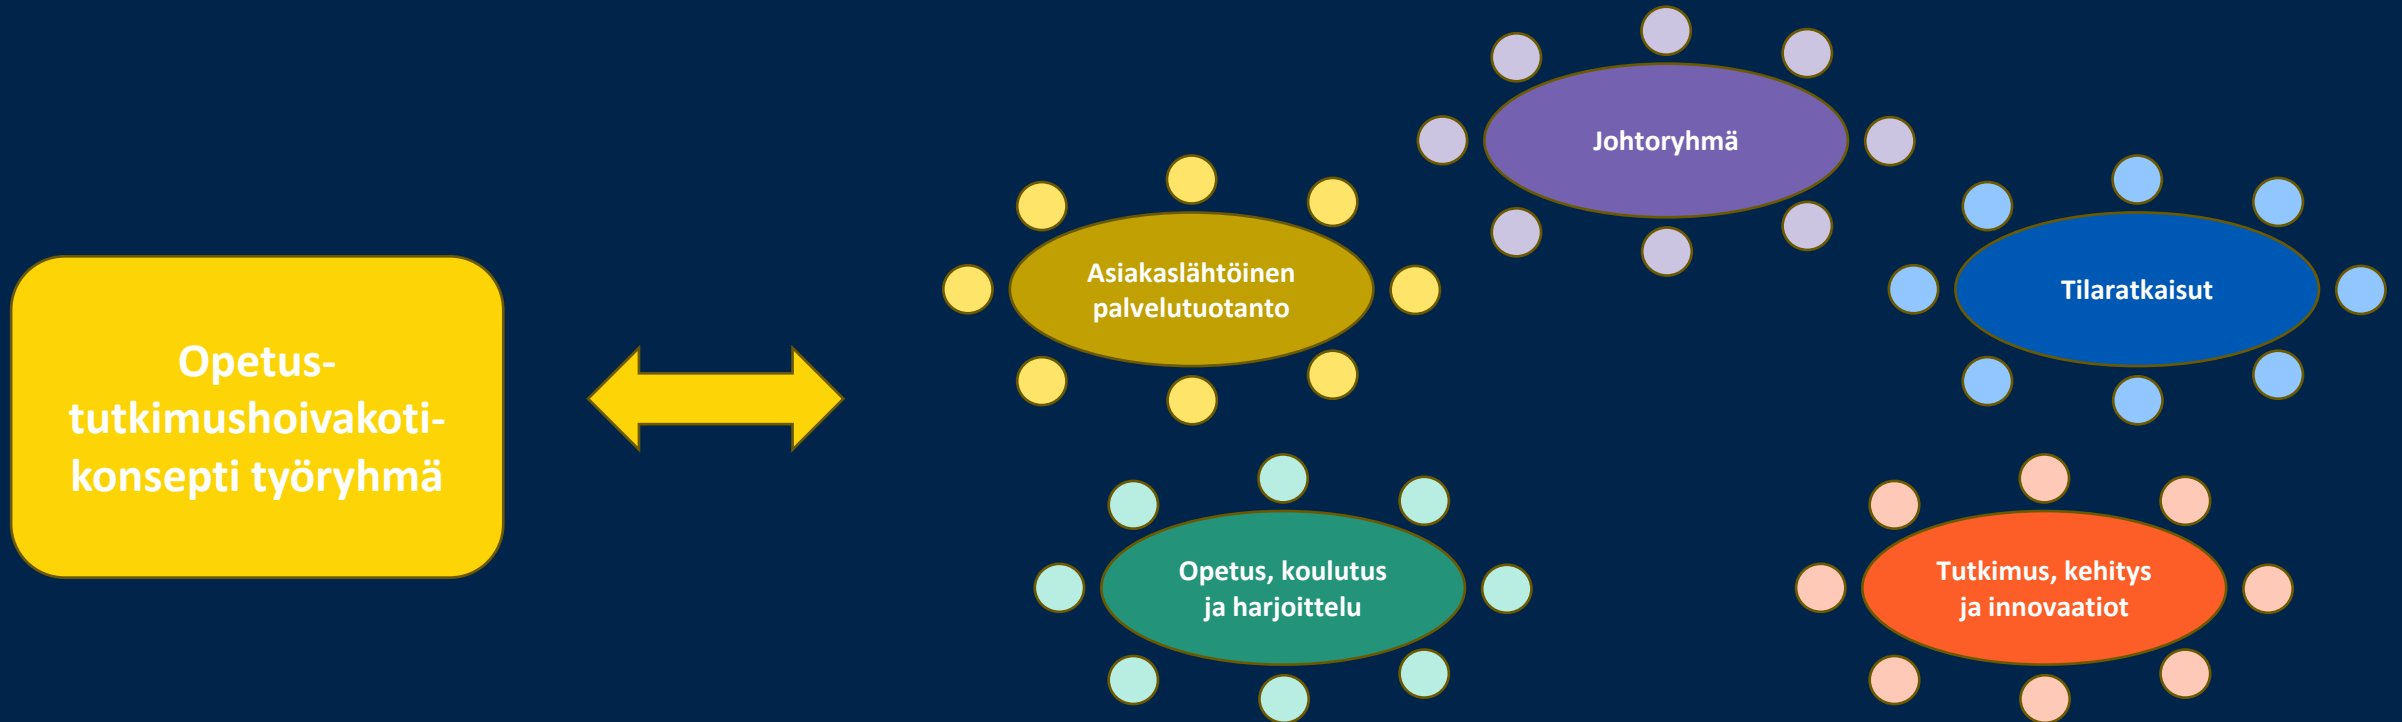 Opetus-
tutkimushoivakoti-
konsepti työryhmä
Johtoryhmä
Asiakaslähtöinen
palvelutuotanto
Tilaratkaisut
Opetus, koulutus
ja harjoittelu
Tutkimus, kehitys
ja innovaatiot